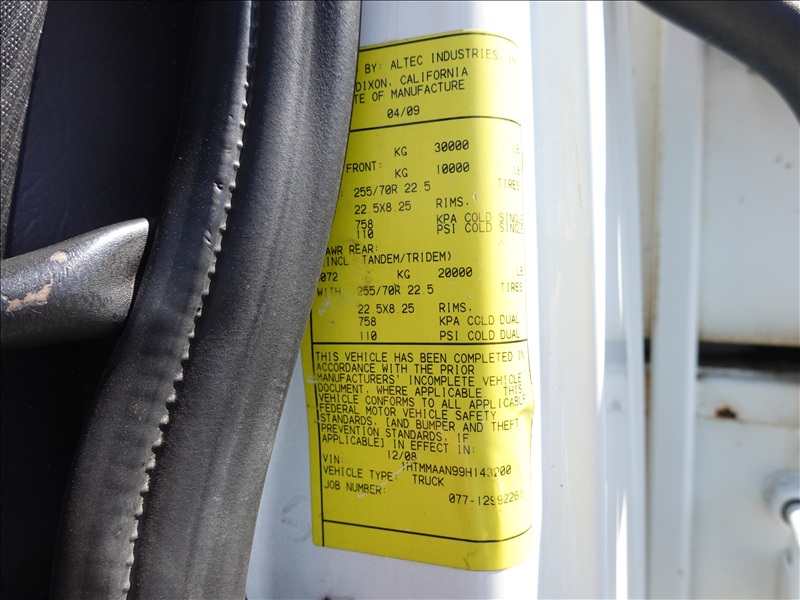 BY: ALTEC INDUSTRIES, IN
DIXON, CALIFORNIA
TE OF MANUFACTURE
04/09
KG 30000 LB
FRONT: KG 10000 LB
: 255/70R 22.5 TIRES
22.5X8.25 RIMS.
758 KPA COLD SINGLE
110 PSI COLD SINGLE
AWR REAR:
(INCL TANDEM/TRIDEM)
072 KG 20000 LB
WITH 255/70R 22.5 TIRES
22.5X8.25 RIMS.
758 KPA COLD DUAL
110 PSI COLD DUAL
THIS VEHICLE HAS BEEN COMPLETED IN
ACCORDANCE WITH THE PRIOR
MANUFACTURERS' INCOMPLETE VEHICLE
DOCUMENT, WHERE APPLICABLE THIS
VEHICLE CONFORMS TO ALL APPLICABLE
FEDERAL MOTOR VEHICLE SAFETY
STANDARDS, [AND BUMPER AND THEFT
PREVENTION STANDARDS, IF
APPLICABLE] IN EFFECT IN:
12/08
VIN: 1HTMMAAN99H143200
VEHICLE TYPE: TRUCK
JOB NUMBER: